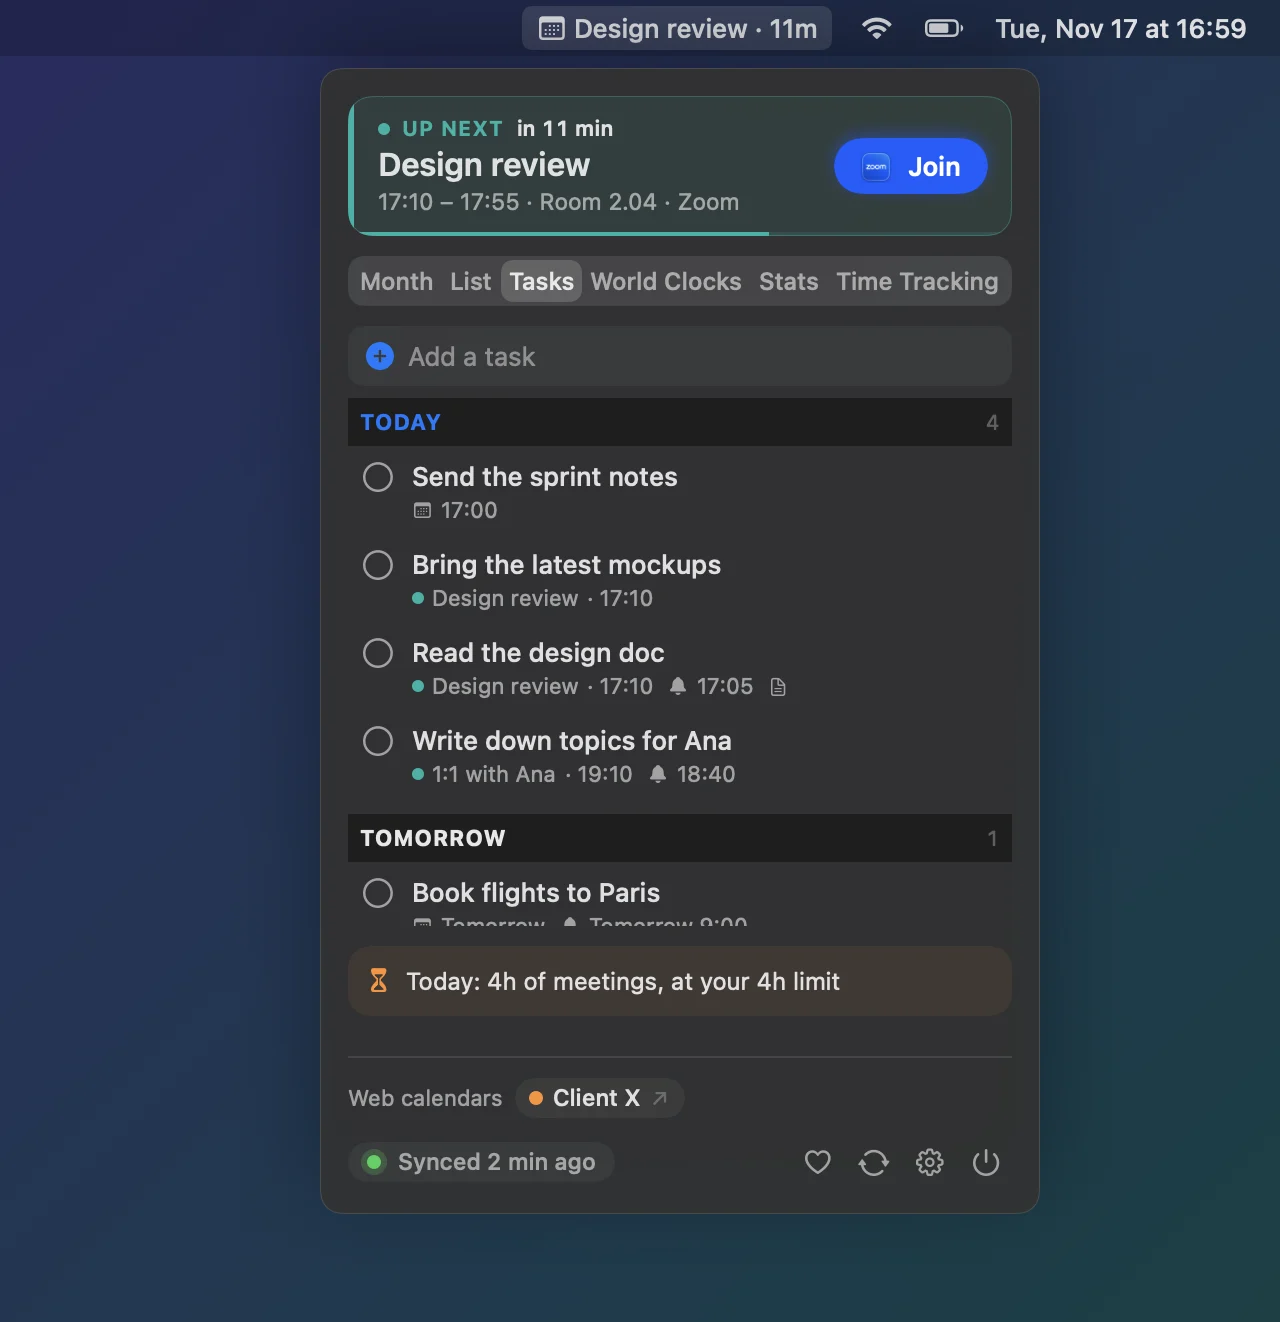 Design review · 11m
Tue, Nov 17 at 16:59
UP NEXT in 11 min
Design review
17:10 – 17:55 · Room 2.04 · Zoom
zoom Join
Month List Tasks World Clocks Stats Time Tracking
Add a task
TODAY 4
Send the sprint notes
17:00
Bring the latest mockups
Design review · 17:10
Read the design doc
Design review · 17:10 17:05
Write down topics for Ana
1:1 with Ana · 19:10 18:40
TOMORROW 1
Book flights to Paris
Tomorrow Tomorrow 9:00
Today: 4h of meetings, at your 4h limit
Web calendars Client X
Synced 2 min ago